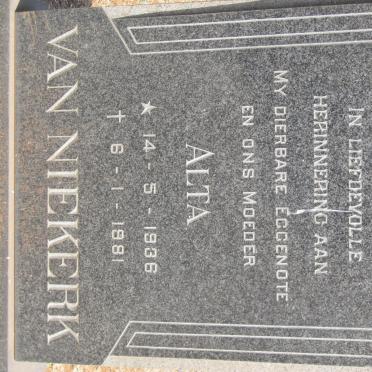 IN LIEFDEVOLLE
HERINNERING AAN
MY DIERBARE EGGENOTE
EN ONS MOEDER
ALTA
★ 14-5-1936
✝ 6-1-1981
VAN NIEKERK